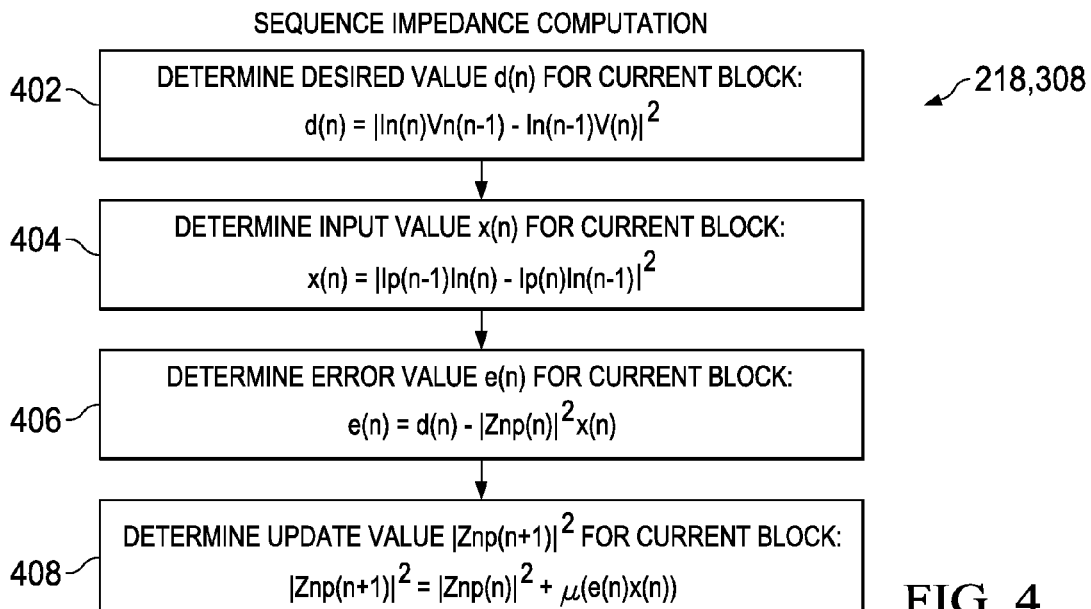 SEQUENCE IMPEDANCE COMPUTATION
402
DETERMINE DESIRED VALUE d(n) FOR CURRENT BLOCK:
d(n) = |In(n)Vn(n-1) - In(n-1)V(n)|²
218,308
404
DETERMINE INPUT VALUE x(n) FOR CURRENT BLOCK:
x(n) = |Ip(n-1)In(n) - Ip(n)In(n-1)|²
406
DETERMINE ERROR VALUE e(n) FOR CURRENT BLOCK:
e(n) = d(n) - |Znp(n)|²x(n)
408
DETERMINE UPDATE VALUE |Znp(n+1)|² FOR CURRENT BLOCK:
|Znp(n+1)|² = |Znp(n)|² + μ(e(n)x(n))
FIG. 4